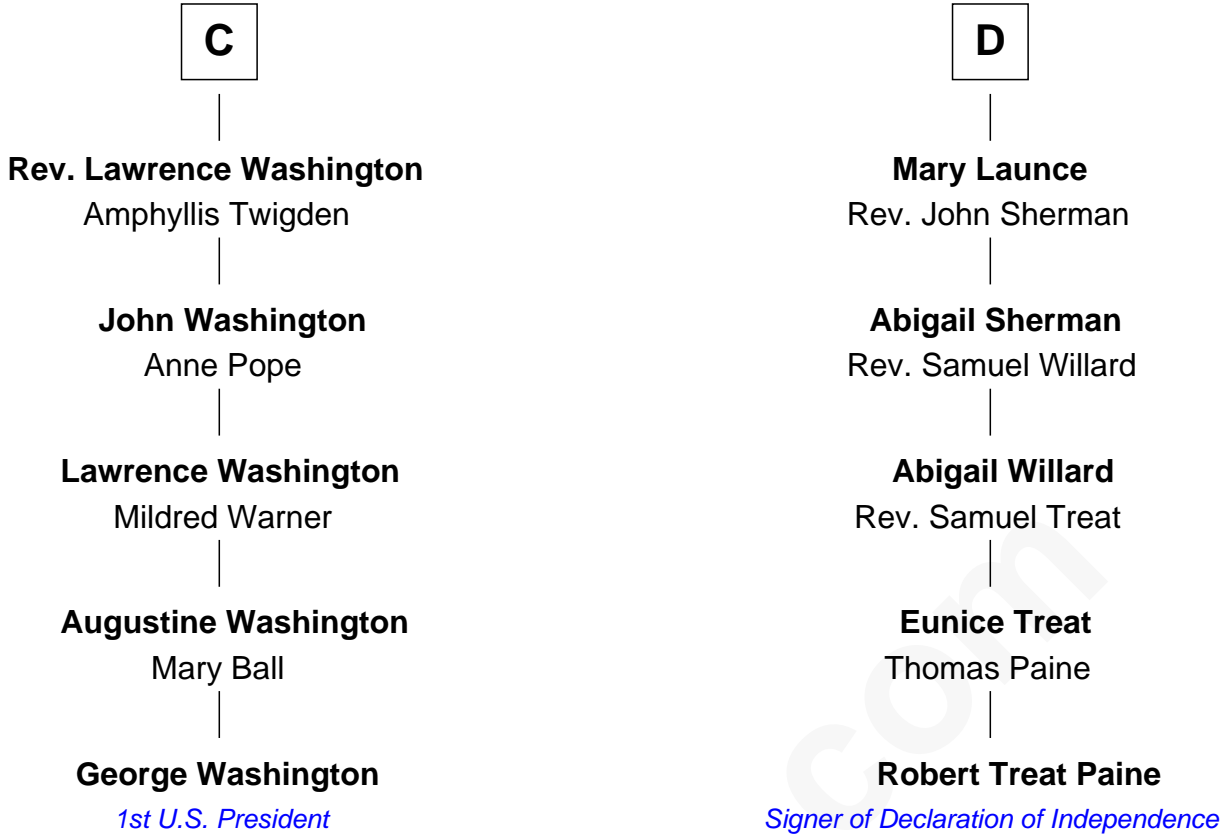 C
Rev. Lawrence Washington
Amphyllis Twigden
John Washington
Anne Pope
Lawrence Washington
Mildred Warner
Augustine Washington
Mary Ball
George Washington
1st U.S. President
D
Mary Launce
Rev. John Sherman
Abigail Sherman
Rev. Samuel Willard
Abigail Willard
Rev. Samuel Treat
Eunice Treat
Thomas Paine
Robert Treat Paine
Signer of Declaration of Independence
com